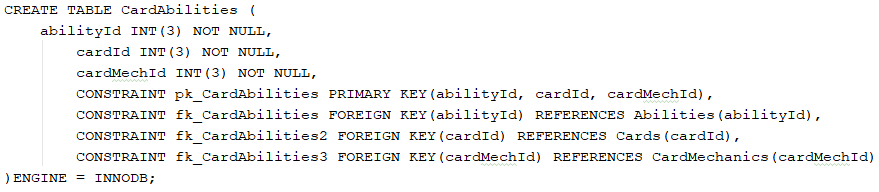 CREATE TABLE CardAbilities (
abilityId INT(3) NOT NULL,
cardId INT(3) NOT NULL,
cardMechId INT(3) NOT NULL,
CONSTRAINT pk_CardAbilities PRIMARY KEY(abilityId, cardId, cardMechId),
CONSTRAINT fk_CardAbilities FOREIGN KEY(abilityId) REFERENCES Abilities(abilityId),
CONSTRAINT fk_CardAbilities2 FOREIGN KEY(cardId) REFERENCES Cards(cardId),
CONSTRAINT fk_CardAbilities3 FOREIGN KEY(cardMechId) REFERENCES CardMechanics(cardMechId)
)ENGINE = INNODB;